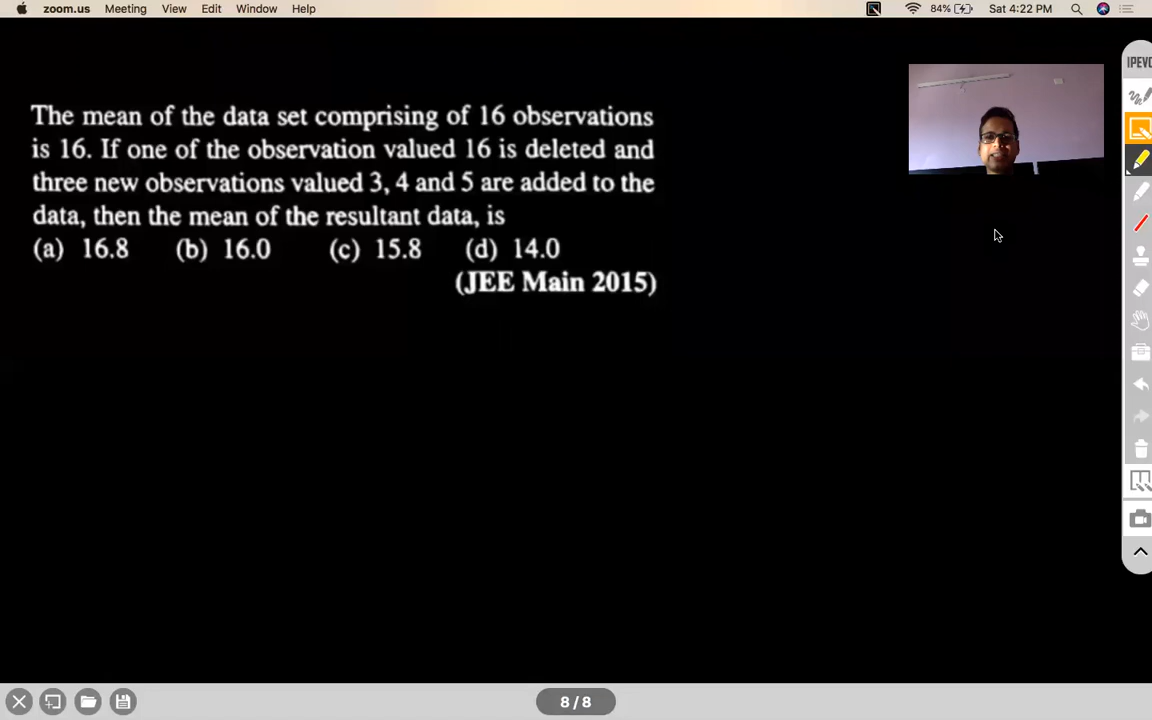 zoom.us Meeting View Edit Window Help 84% Sat 4:22 PM
IPEVO
The mean of the data set comprising of 16 observations
is 16. If one of the observation valued 16 is deleted and
three new observations valued 3, 4 and 5 are added to the
data, then the mean of the resultant data, is
(a) 16.8 (b) 16.0 (c) 15.8 (d) 14.0
(JEE Main 2015)
8 / 8